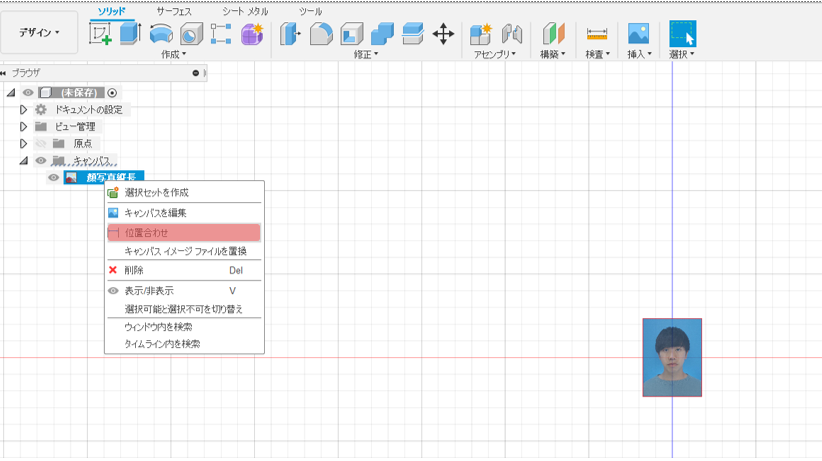 ソリッド サーフェス シート メタル ツール
デザイン ▾
作成 ▾ 修正 ▾ アセンブリ ▾ 構築 ▾ 検査 ▾ 挿入 ▾ 選択 ▾
ブラウザ
(未保存)
ドキュメントの設定
ビュー管理
原点
キャンバス
顔写真縦長
選択セットを作成
キャンバスを編集
位置合わせ
キャンバス イメージ ファイルを置換
削除 Del
表示/非表示 V
選択可能と選択不可を切り替え
ウィンドウ内を検索
タイムライン内を検索